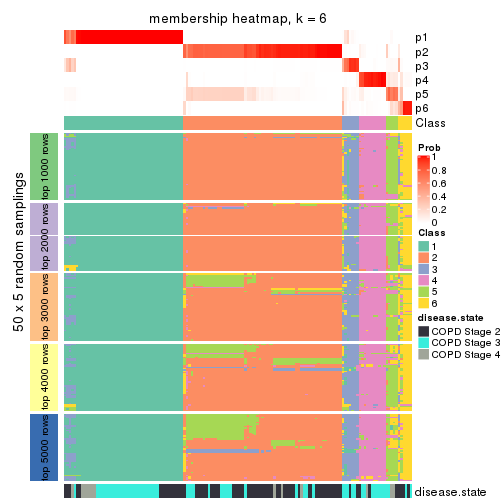 membership heatmap, k = 6
p1
p2
p3
p4
p5
p6
Class
50 x 5 random samplings
top 1000 rows
top 2000 rows
top 3000 rows
top 4000 rows
top 5000 rows
disease.state
Prob
1
0.8
0.6
0.4
0.2
0
Class
1
2
3
4
5
6
disease.state
COPD Stage 2
COPD Stage 3
COPD Stage 4